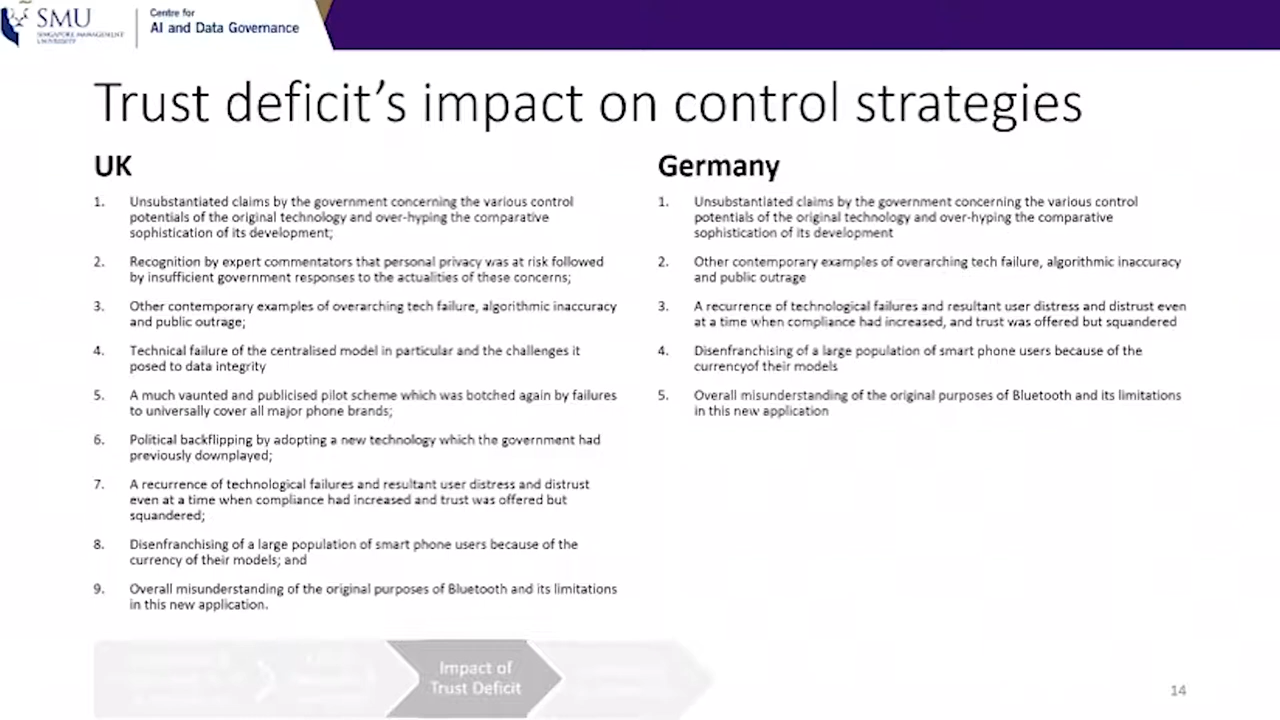 SMU
SINGAPORE MANAGEMENT
UNIVERSITY
Centre for
AI and Data Governance
Trust deficit's impact on control strategies
UK
1. Unsubstantiated claims by the government concerning the various control
potentials of the original technology and over-hyping the comparative
sophistication of its development;
2. Recognition by expert commentators that personal privacy was at risk followed
by insufficient government responses to the actualities of these concerns;
3. Other contemporary examples of overarching tech failure, algorithmic inaccuracy
and public outrage;
4. Technical failure of the centralised model in particular and the challenges it
posed to data integrity
5. A much vaunted and publicised pilot scheme which was botched again by failures
to universally cover all major phone brands;
6. Political backflipping by adopting a new technology which the government had
previously downplayed;
7. A recurrence of technological failures and resultant user distress and distrust
even at a time when compliance had increased and trust was offered but
squandered;
8. Disenfranchising of a large population of smart phone users because of the
currency of their models; and
9. Overall misunderstanding of the original purposes of Bluetooth and its limitations
in this new application.
Germany
1. Unsubstantiated claims by the government concerning the various control
potentials of the original technology and over-hyping the comparative
sophistication of its development
2. Other contemporary examples of overarching tech failure, algorithmic inaccuracy
and public outrage
3. A recurrence of technological failures and resultant user distress and distrust even
at a time when compliance had increased, and trust was offered but squandered
4. Disenfranchising of a large population of smart phone users because of the
currencyof their models
5. Overall misunderstanding of the original purposes of Bluetooth and its limitations
in this new application
Impact of
Trust Deficit
14